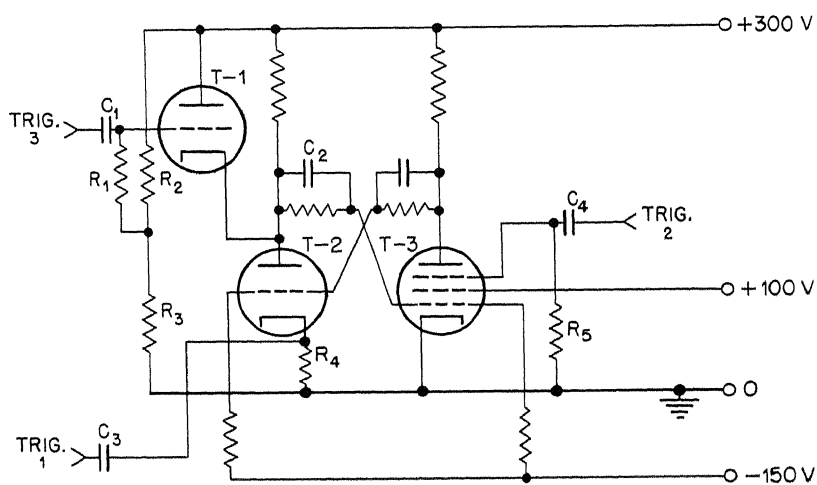 +300 V
T-1
TRIG. 3
C1
R1
R2
C2
C4
TRIG. 2
T-2
T-3
+100 V
R3
R4
R5
0
TRIG. 1
C3
-150 V